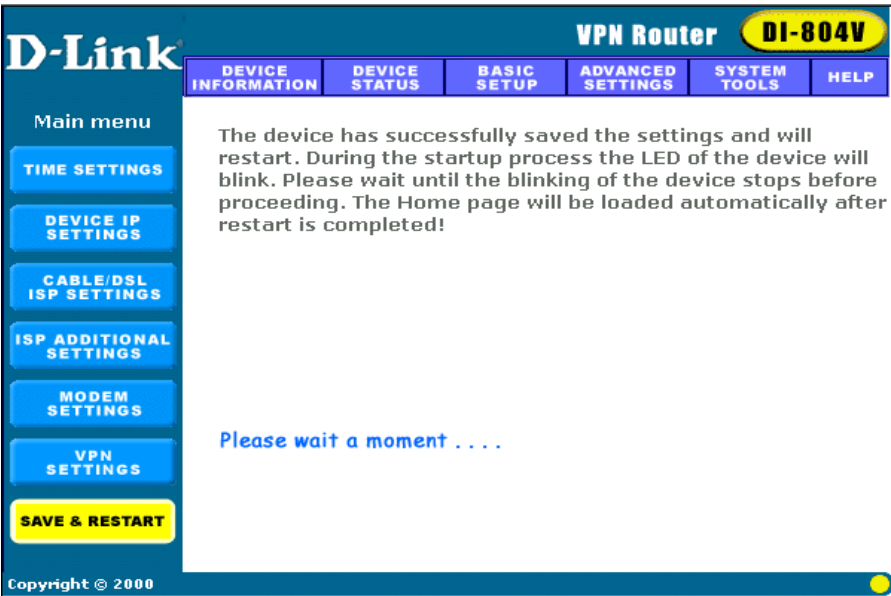 D-Link
VPN Router
DI-804V
DEVICE
INFORMATION
DEVICE
STATUS
BASIC
SETUP
ADVANCED
SETTINGS
SYSTEM
TOOLS
HELP
Main menu
TIME SETTINGS
DEVICE IP
SETTINGS
CABLE/DSL
ISP SETTINGS
ISP ADDITIONAL
SETTINGS
MODEM
SETTINGS
VPN
SETTINGS
SAVE & RESTART
The device has successfully saved the settings and will
restart. During the startup process the LED of the device will
blink. Please wait until the blinking of the device stops before
proceeding. The Home page will be loaded automatically after
restart is completed!
Please wait a moment . . . .
Copyright © 2000